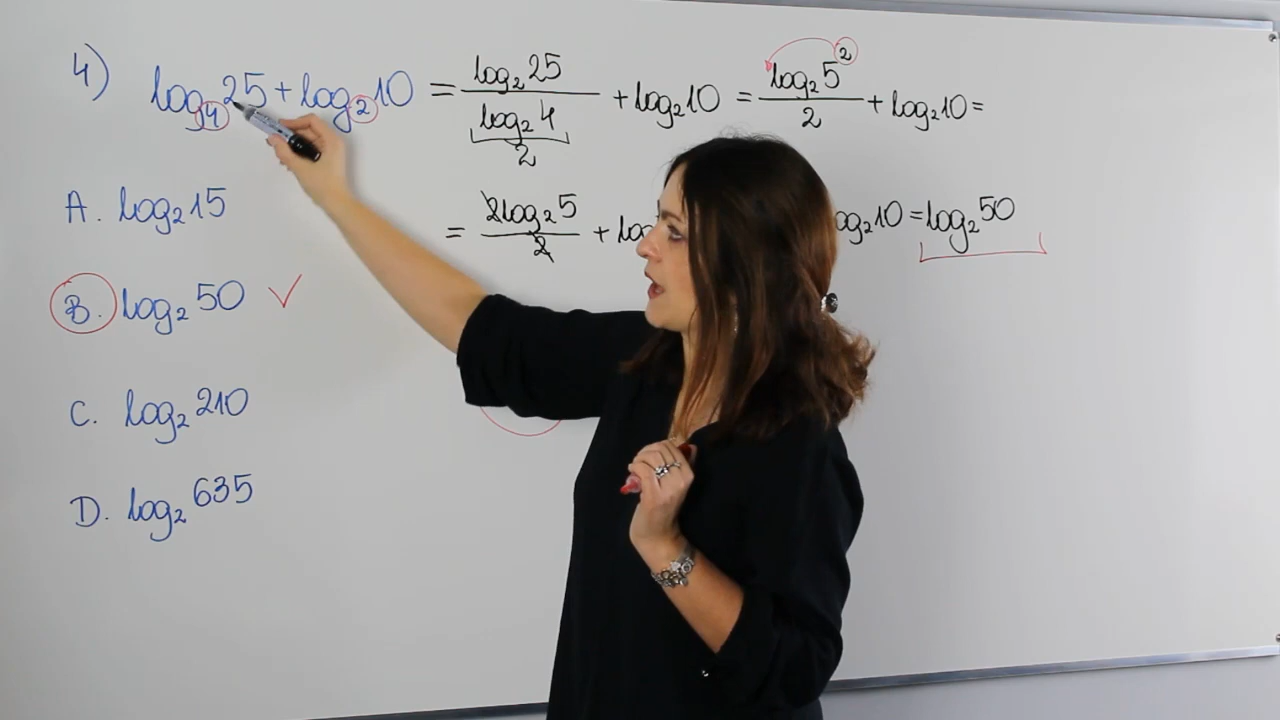 4) log₄25 + log₂10 = log₂25 / log₂4 + log₂10 = log₂5² / 2 + log₂10 =
2
= 2log₂5 / 2 + log₂10 = log₂50
A. log₂15
B. log₂50 ✓
C. log₂210
D. log₂635